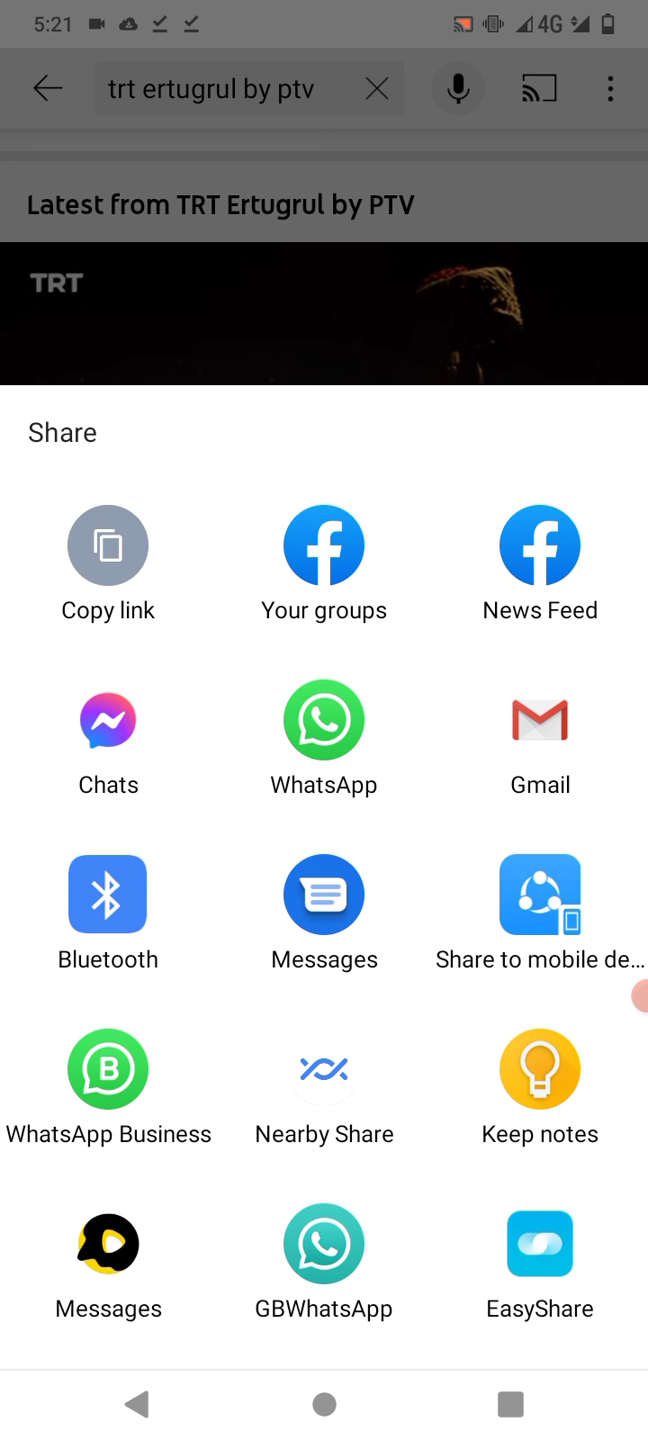 5:21
4G
trt ertugrul by ptv
Latest from TRT Ertugrul by PTV
TRT
Share
Copy link
Your groups
News Feed
Chats
WhatsApp
Gmail
Bluetooth
Messages
Share to mobile de...
B
WhatsApp Business
Nearby Share
Keep notes
Messages
GBWhatsApp
EasyShare